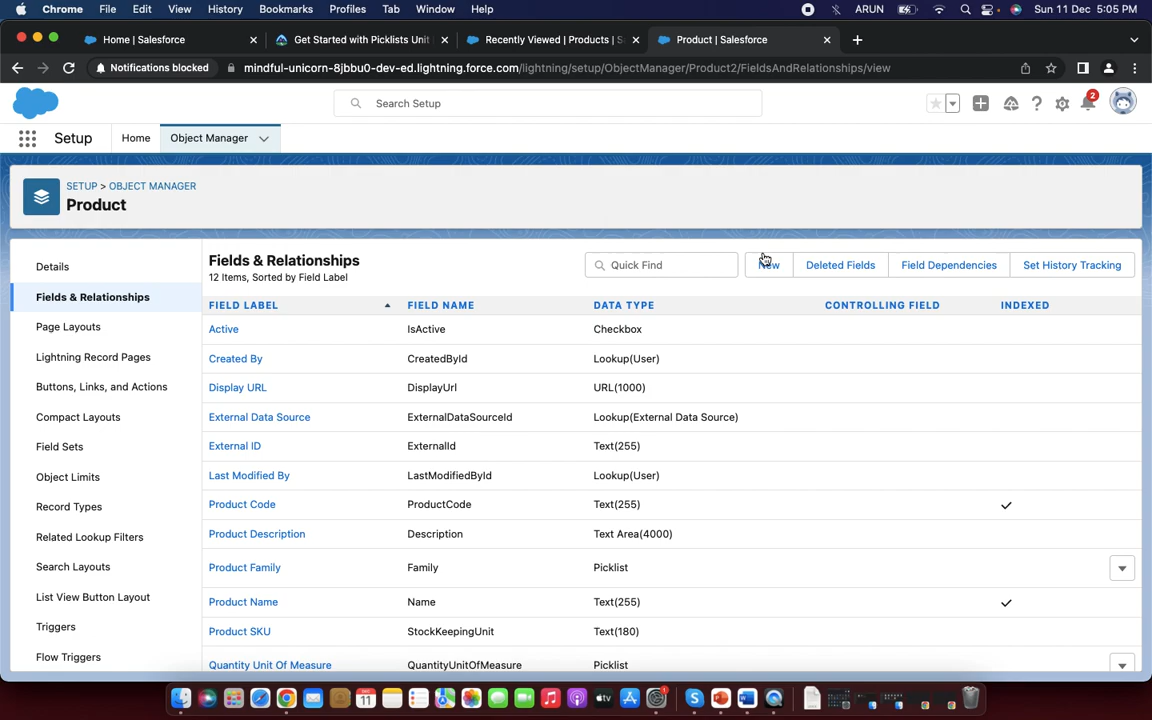 Chrome File Edit View History Bookmarks Profiles Tab Window Help ARUN Sun 11 Dec 5:05 PM
Home | Salesforce Get Started with Picklists Unit Recently Viewed | Products | S Product | Salesforce
Notifications blocked mindful-unicorn-8jbbu0-dev-ed.lightning.force.com/lightning/setup/ObjectManager/Product2/FieldsAndRelationships/view
Search Setup 2
Setup Home Object Manager
SETUP > OBJECT MANAGER
Product
Details
Fields & Relationships
Page Layouts
Lightning Record Pages
Buttons, Links, and Actions
Compact Layouts
Field Sets
Object Limits
Record Types
Related Lookup Filters
Search Layouts
List View Button Layout
Triggers
Flow Triggers
Fields & Relationships
12 Items, Sorted by Field Label
Quick Find New Deleted Fields Field Dependencies Set History Tracking
FIELD LABEL FIELD NAME DATA TYPE CONTROLLING FIELD INDEXED
Active IsActive Checkbox
Created By CreatedById Lookup(User)
Display URL DisplayUrl URL(1000)
External Data Source ExternalDataSourceId Lookup(External Data Source)
External ID ExternalId Text(255)
Last Modified By LastModifiedById Lookup(User)
Product Code ProductCode Text(255)
Product Description Description Text Area(4000)
Product Family Family Picklist
Product Name Name Text(255)
Product SKU StockKeepingUnit Text(180)
Quantity Unit Of Measure QuantityUnitOfMeasure Picklist